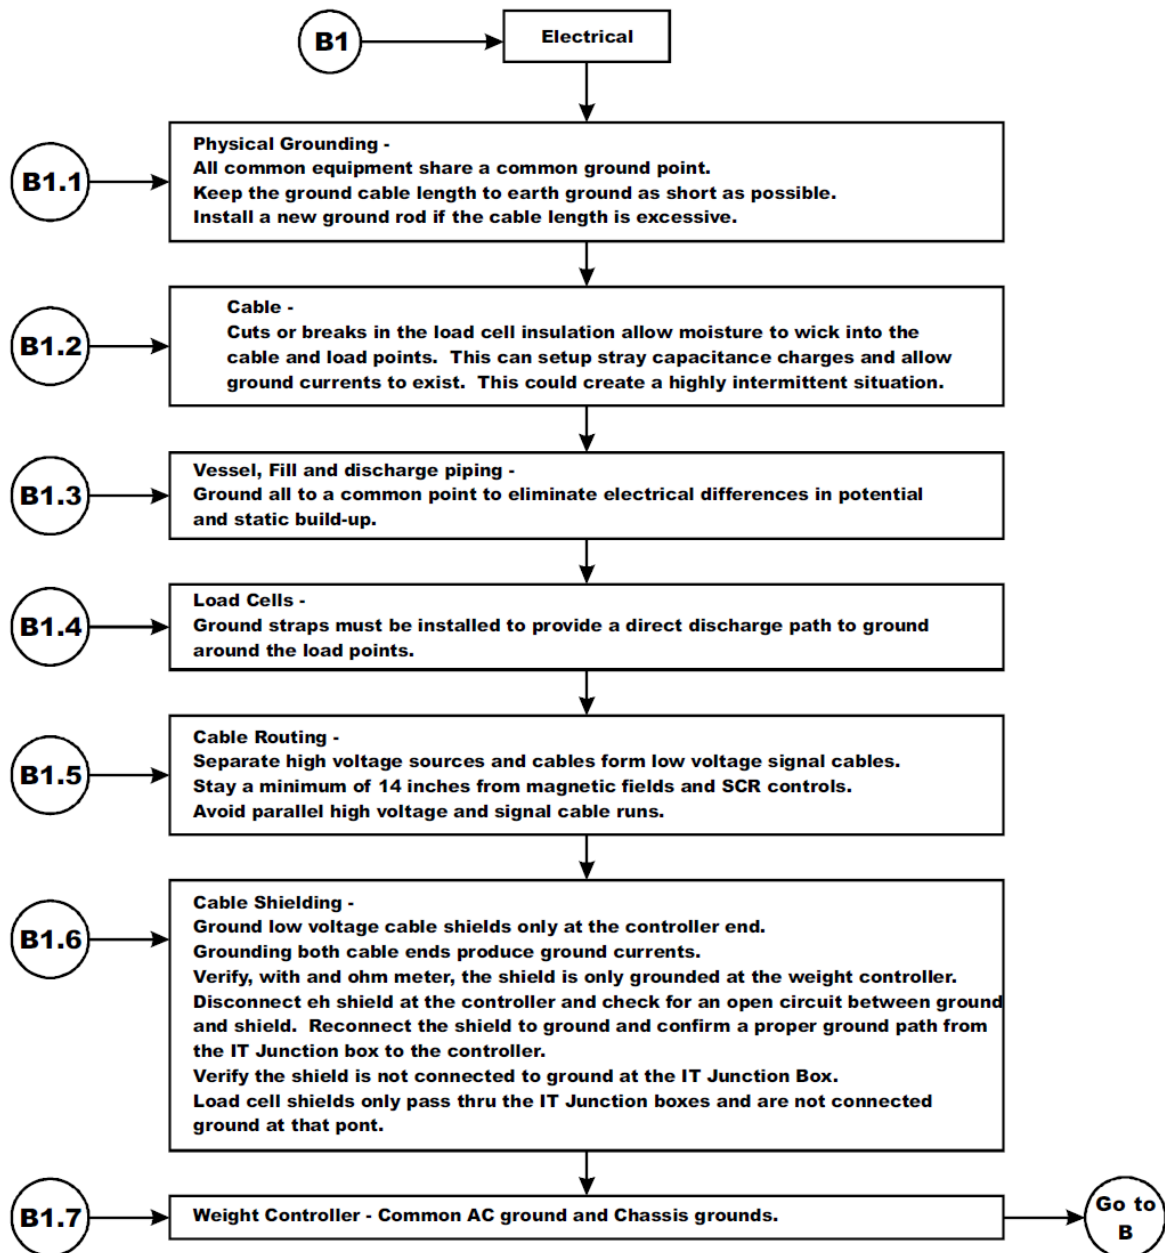 B1
Electrical
B1.1
Physical Grounding -
All common equipment share a common ground point.
Keep the ground cable length to earth ground as short as possible.
Install a new ground rod if the cable length is excessive.
B1.2
Cable -
Cuts or breaks in the load cell insulation allow moisture to wick into the
cable and load points.  This can setup stray capacitance charges and allow
ground currents to exist.  This could create a highly intermittent situation.
B1.3
Vessel, Fill and discharge piping -
Ground all to a common point to eliminate electrical differences in potential
and static build-up.
B1.4
Load Cells -
Ground straps must be installed to provide a direct discharge path to ground
around the load points.
B1.5
Cable Routing -
Separate high voltage sources and cables form low voltage signal cables.
Stay a minimum of 14 inches from magnetic fields and SCR controls.
Avoid parallel high voltage and signal cable runs.
B1.6
Cable Shielding -
Ground low voltage cable shields only at the controller end.
Grounding both cable ends produce ground currents.
Verify, with and ohm meter, the shield is only grounded at the weight controller.
Disconnect eh shield at the controller and check for an open circuit between ground
and shield.  Reconnect the shield to ground and confirm a proper ground path from
the IT Junction box to the controller.
Verify the shield is not connected to ground at the IT Junction Box.
Load cell shields only pass thru the IT Junction boxes and are not connected
ground at that pont.
B1.7
Weight Controller - Common AC ground and Chassis grounds.
Go to
B